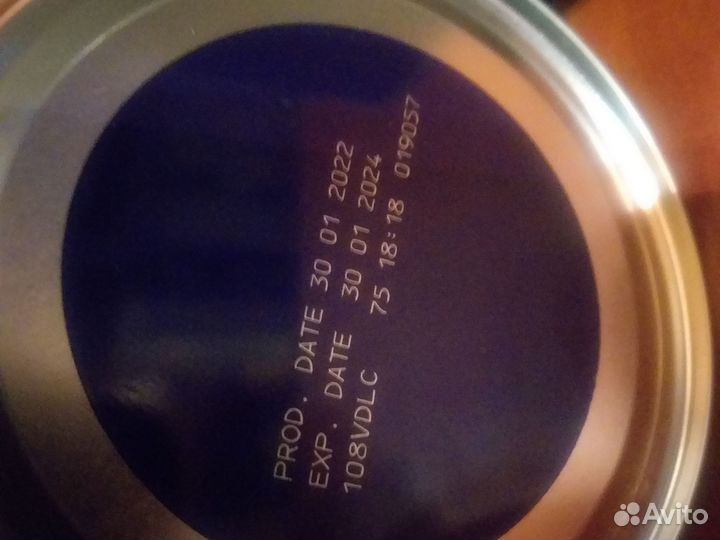 PROD. DATE 30 01 2022
EXP. DATE 30 01 2024
108VDLC 75 18:18 019057
Avito